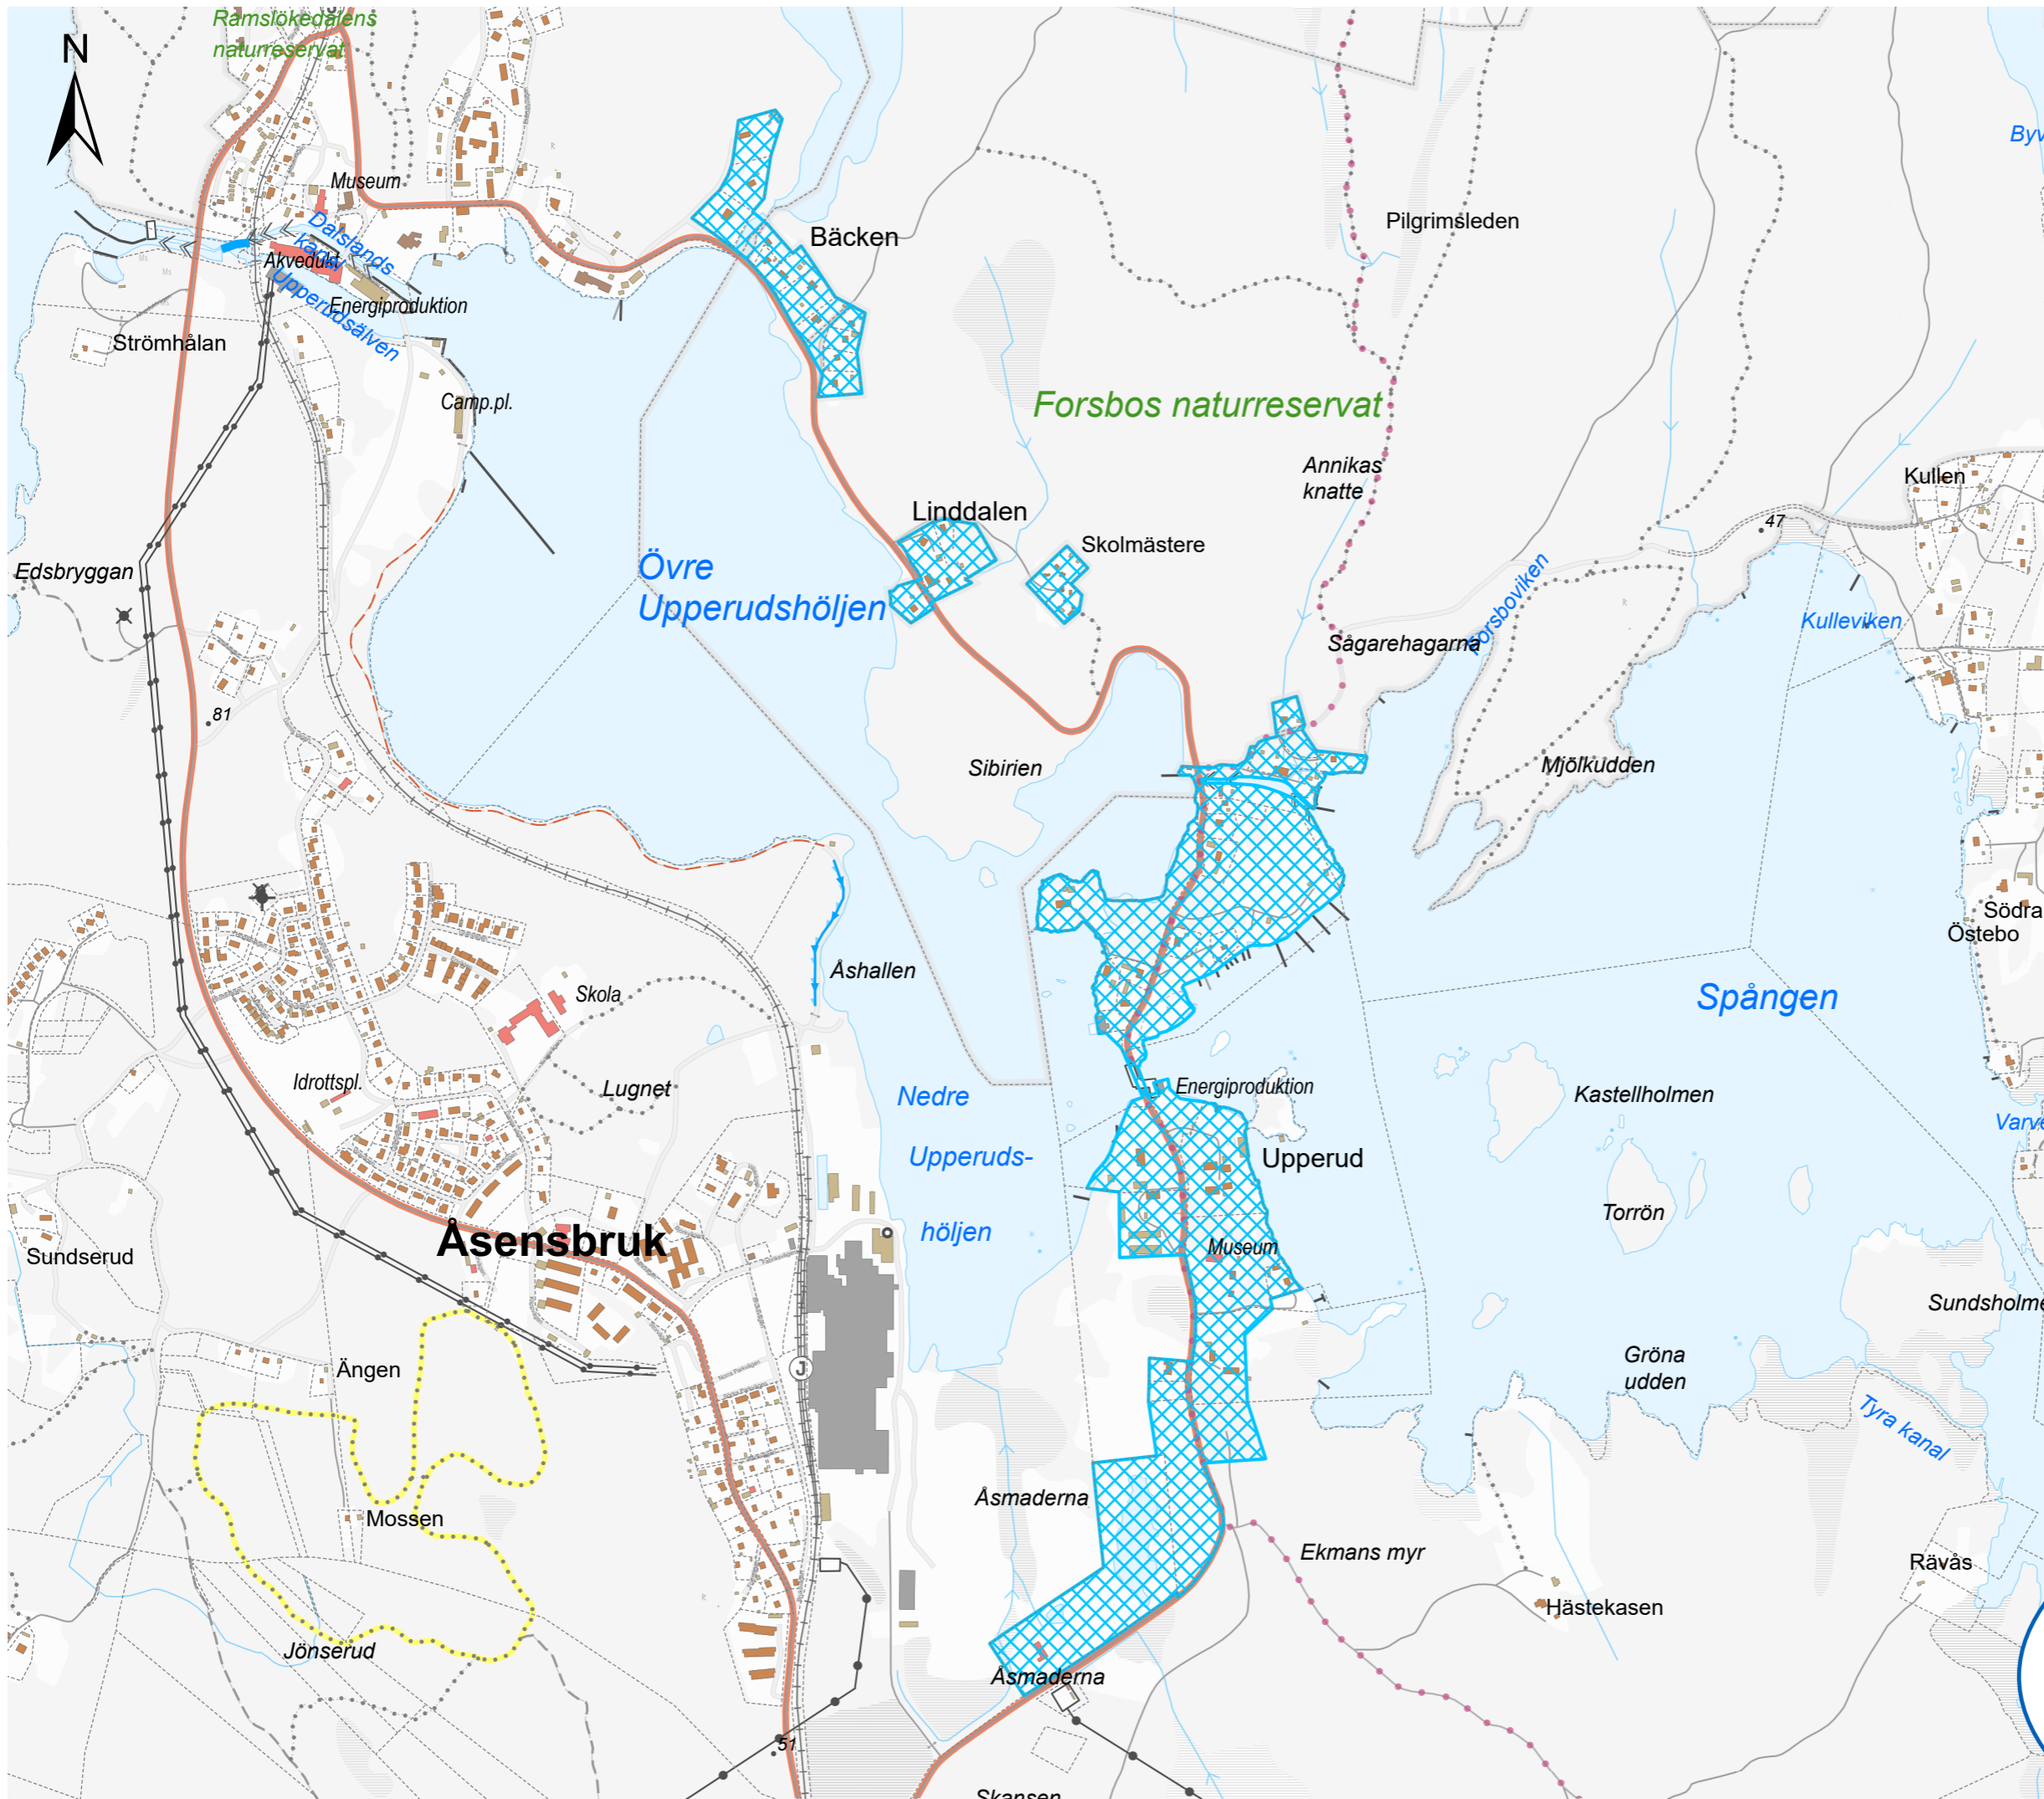 Ramslökedalens
naturreservat
N
Museum
Dalslands
kanal
Akvedukt
Upperudsälven
Energiproduktion
Strömhålan
Camp.pl.
Bäcken
Pilgrimsleden
Forsbos naturreservat
Annikas
knatte
Kullen
47
Linddalen
Skolmästere
Edsbryggan
Övre
Upperudshöljen
Forsboviken
Kulleviken
Sågarehagarna
81
Sibirien
Mjölkudden
Södra
Östebo
Åshallen
Skola
Spången
Idrottspl.
Lugnet
Nedre
Upperuds-
höljen
Energiproduktion
Kastellholmen
Upperud
Torrön
Åsensbruk
Sundserud
Museum
Ängen
J
Gröna
udden
Tyra kanal
Åsmaderna
Mossen
Ekmans myr
Rävås
Hästekasen
Jönserud
Åsmaderna
51
Skansen